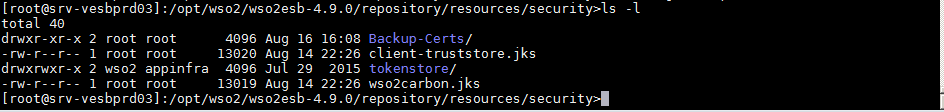 [root@srv-vesbprd03]:/opt/wso2/wso2esb-4.9.0/repository/resources/security>ls -l
total 40
drwxr-xr-x 2 root root     4096 Aug 16 16:08 Backup-Certs/
-rw-r--r-- 1 root root    13020 Aug 14 22:26 client-truststore.jks
drwxrwxr-x 2 wso2 appinfra  4096 Jul 29  2015 tokenstore/
-rw-r--r-- 1 root root    13019 Aug 14 22:26 wso2carbon.jks
[root@srv-vesbprd03]:/opt/wso2/wso2esb-4.9.0/repository/resources/security>